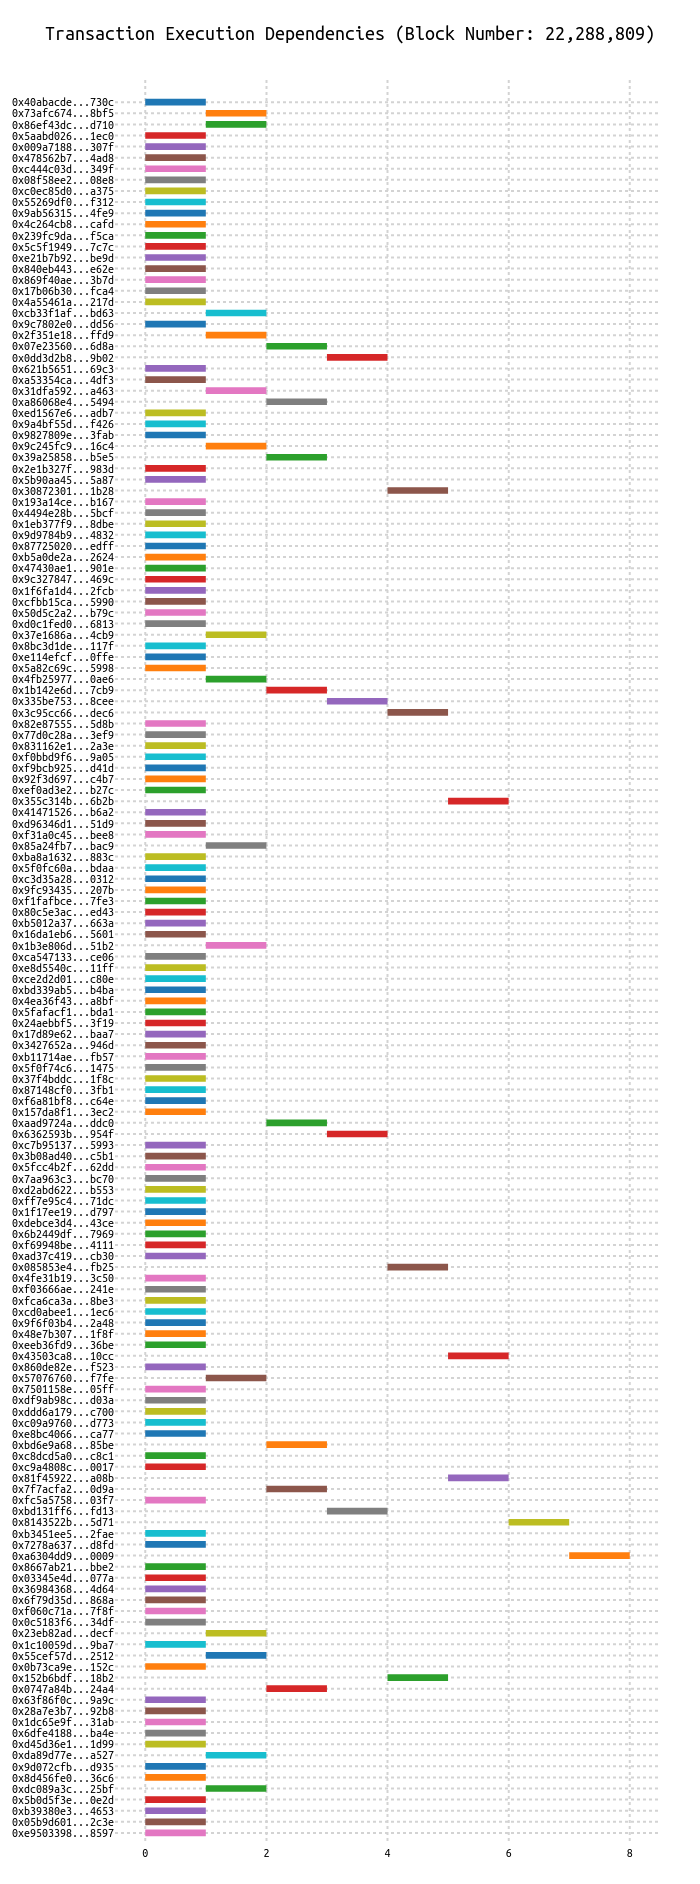 Transaction Execution Dependencies (Block Number: 22,288,809)
0x40abacde...730c
0x73afc674...8bf5
0x86ef43dc...d710
0x5aabd026...1ec0
0x009a7188...307f
0x478562b7...4ad8
0xc444c03d...349f
0x08f58ee2...08e8
0xc0ec85d0...a375
0x55269df0...f312
0x9ab56315...4fe9
0x4c264cb8...cafd
0x239fc9da...f5ca
0x5c5f1949...7c7c
0xe21b7b92...be9d
0x840eb443...e62e
0x869f40ae...3b7d
0x17b06b30...fca4
0x4a55461a...217d
0xcb33f1af...bd63
0x9c7802e0...dd56
0x2f351e18...ffd9
0x07e23560...6d8a
0x0dd3d2b8...9b02
0x621b5651...69c3
0xa53354ca...4df3
0x31dfa592...a463
0xa86068e4...5494
0xed1567e6...adb7
0x9a4bf55d...f426
0x9827809e...3fab
0x9c245fc9...16c4
0x39a25858...b5e5
0x2e1b327f...983d
0x5b90aa45...5a87
0x30872301...1b28
0x193a14ce...b167
0x4494e28b...5bcf
0x1eb377f9...8dbe
0x9d9784b9...4832
0x87725020...edff
0xb5a0de2a...2624
0x47430ae1...901e
0x9c327847...469c
0x1f6fa1d4...2fcb
0xcfbb15ca...5990
0x50d5c2a2...b79c
0xd0c1fed0...6813
0x37e1686a...4cb9
0x8bc3d1de...117f
0xe114efcf...0ffe
0x5a82c69c...5998
0x4fb25977...0ae6
0x1b142e6d...7cb9
0x335be753...8cee
0x3c95cc66...dec6
0x82e87555...5d8b
0x77d0c28a...3ef9
0x831162e1...2a3e
0xf0bbd9f6...9a05
0xf9bcb925...d41d
0x92f3d697...c4b7
0xef0ad3e2...b27c
0x355c314b...6b2b
0x41471526...b6a2
0xd96346d1...51d9
0xf31a0c45...bee8
0x85a24fb7...bac9
0xba8a1632...883c
0x5f0fc60a...bdaa
0xc3d35a28...0312
0x9fc93435...207b
0xf1fafbce...7fe3
0x80c5e3ac...ed43
0xb5012a37...663a
0x16da1eb6...5601
0x1b3e806d...51b2
0xca547133...ce06
0xe8d5540c...11ff
0xce2d2d01...c80e
0xbd339ab5...b4ba
0x4ea36f43...a8bf
0x5fafacf1...bda1
0x24aebbf5...3f19
0x17d89e62...baa7
0x3427652a...946d
0xb11714ae...fb57
0x5f0f74c6...1475
0x37f4bddc...1f8c
0x87148cf0...3fb1
0xf6a81bf8...c64e
0x157da8f1...3ec2
0xaad9724a...ddc0
0x6362593b...954f
0xc7b95137...5993
0x3b08ad40...c5b1
0x5fcc4b2f...62dd
0x7aa963c3...bc70
0xd2abd622...b553
0xff7e95c4...71dc
0x1f17ee19...d797
0xdebce3d4...43ce
0x6b2449df...7969
0xf69948be...4111
0xad37c419...cb30
0x085853e4...fb25
0x4fe31b19...3c50
0xf03666ae...241e
0xfca6ca3a...8be3
0xcd0abee1...1ec6
0x9f6f03b4...2a48
0x48e7b307...1f8f
0xeeb36fd9...36be
0x43503ca8...10cc
0x860de82e...f523
0x57076760...f7fe
0x7501158e...05ff
0xdf9ab98c...d03a
0xddd6a179...c700
0xc09a9760...d773
0xe8bc4066...ca77
0xbd6e9a68...85be
0xc8dcd5a0...c8c1
0xc9a4808c...0017
0x81f45922...a08b
0x7f7acfa2...0d9a
0xfc5a5758...03f7
0xbd131ff6...fd13
0x8143522b...5d71
0xb3451ee5...2fae
0x7278a637...d8fd
0xa6304dd9...0009
0x8667ab21...bbe2
0x03345e4d...077a
0x36984368...4d64
0x6f79d35d...868a
0xf060c71a...7f8f
0x0c5183f6...34df
0x23eb82ad...decf
0x1c10059d...9ba7
0x55cef57d...2512
0x0b73ca9e...152c
0x152b6bdf...18b2
0x0747a84b...24a4
0x63f86f0c...9a9c
0x28a7e3b7...92b8
0x1dc65e9f...31ab
0x6dfe4188...ba4e
0xd45d36e1...1d99
0xda89d77e...a527
0x9d072cfb...d935
0x8d456fe0...36c6
0xdc089a3c...25bf
0x5b0d5f3e...0e2d
0xb39380e3...4653
0x05b9d601...2c3e
0xe9503398...8597
0 2 4 6 8